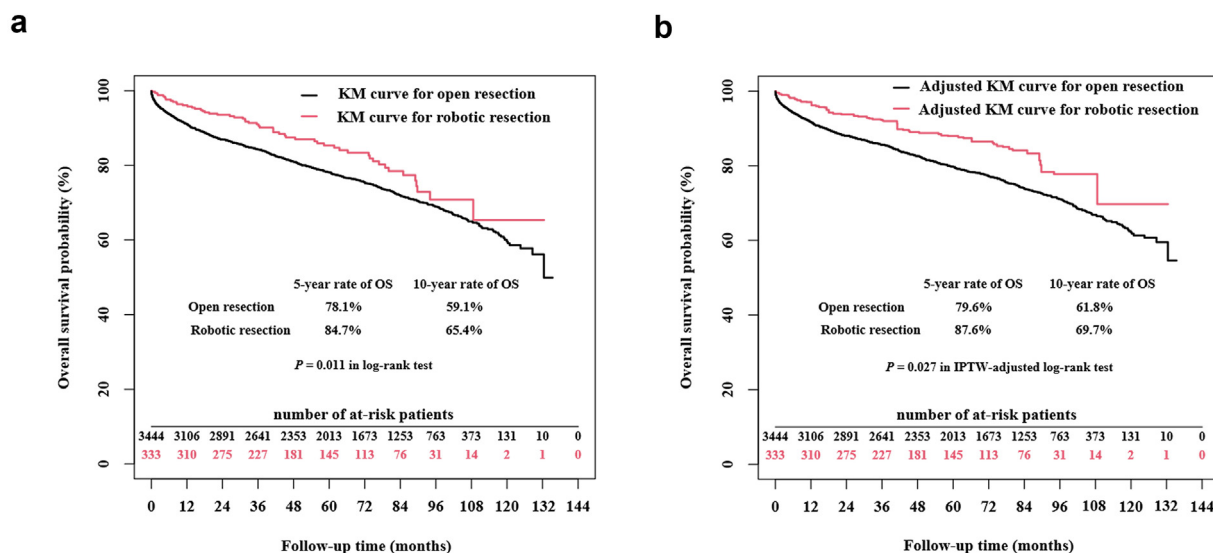 a
KM curve for open resection
KM curve for robotic resection
Overall survival probability (%)
100
80
60
40
20
0
5-year rate of OS 10-year rate of OS
Open resection 78.1% 59.1%
Robotic resection 84.7% 65.4%
P = 0.011 in log-rank test
number of at-risk patients
3444 3106 2891 2641 2353 2013 1673 1253 763 373 131 10 0
333 310 275 227 181 145 113 76 31 14 2 1 0
0 12 24 36 48 60 72 84 96 108 120 132 144
Follow-up time (months)
b
Adjusted KM curve for open resection
Adjusted KM curve for robotic resection
Overall survival probability (%)
100
80
60
40
20
0
5-year rate of OS 10-year rate of OS
Open resection 79.6% 61.8%
Robotic resection 87.6% 69.7%
P = 0.027 in IPTW-adjusted log-rank test
number of at-risk patients
3444 3106 2891 2641 2353 2013 1673 1253 763 373 131 10 0
333 310 275 227 181 145 113 76 31 14 2 1 0
0 12 24 36 48 60 72 84 96 108 120 132 144
Follow-up time (months)